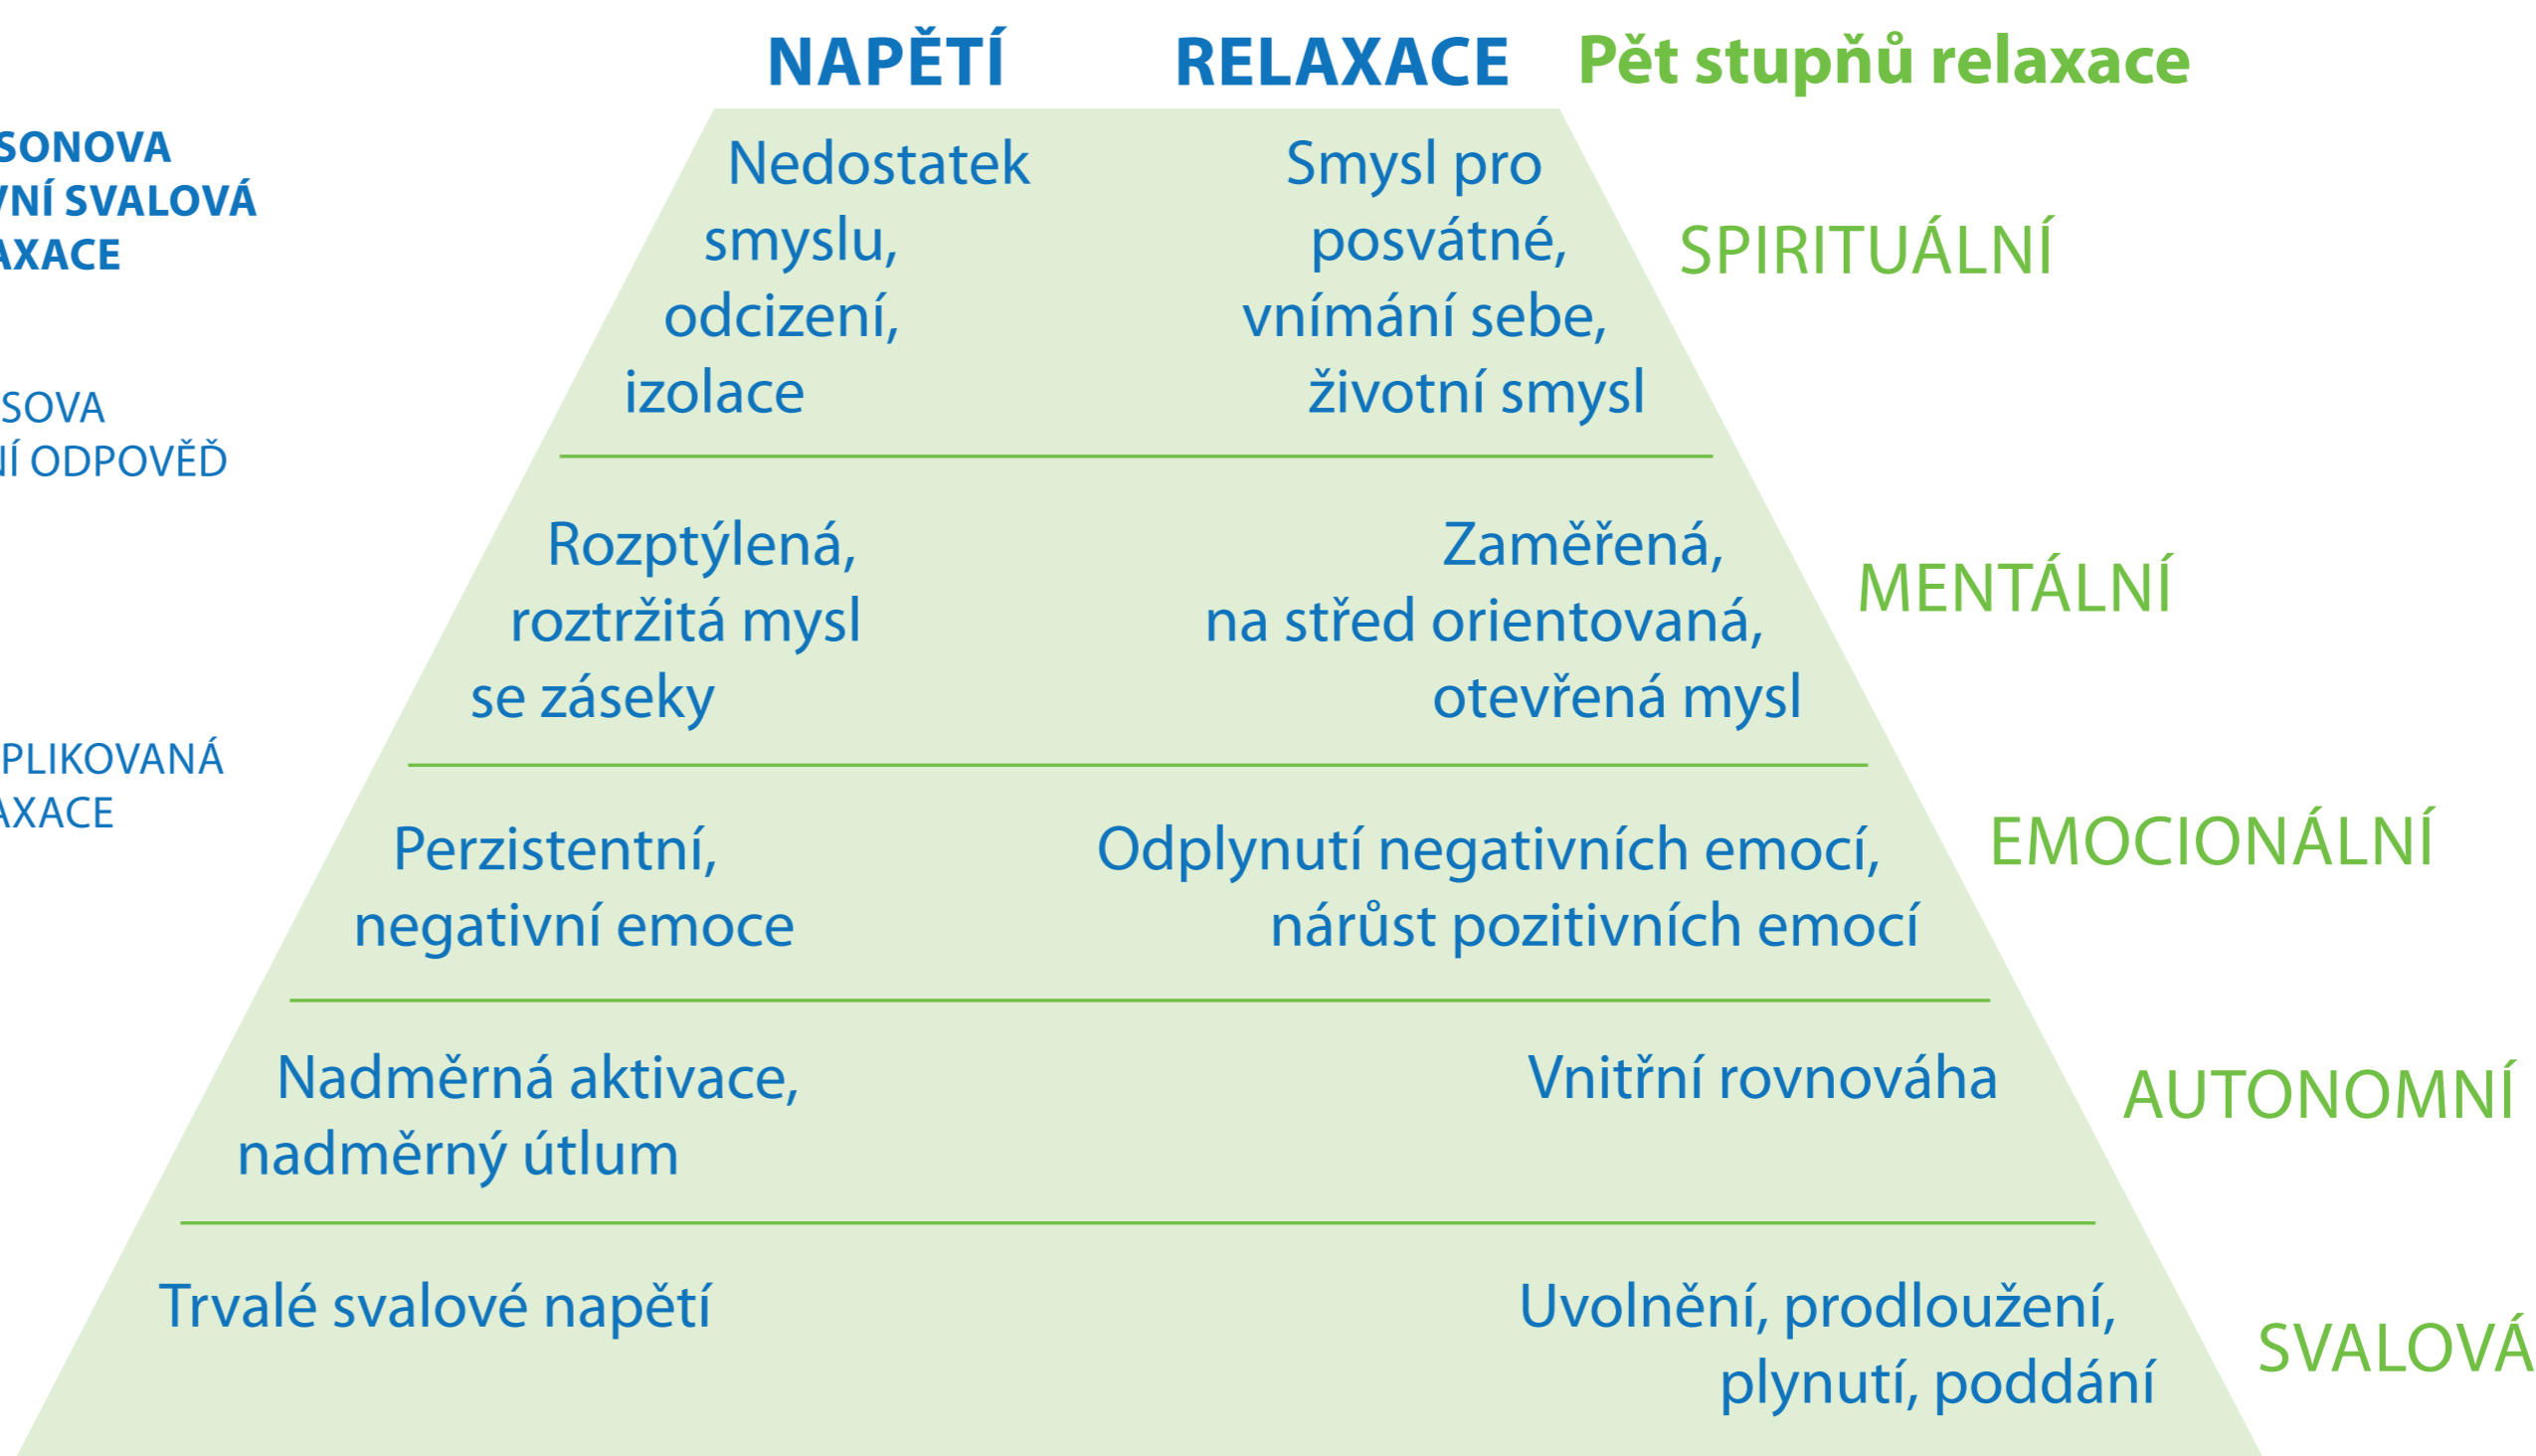 NAPĚTÍ RELAXACE Pět stupňů relaxace
SONOVA
VNÍ SVALOVÁ
AXACE
SOVA
NÍ ODPOVĚĎ
PLIKOVANÁ
AXACE
Nedostatek
smyslu,
odcizení,
izolace
Smysl pro
posvátné,
vnímání sebe,
životní smysl
SPIRITUÁLNÍ
Rozptýlená,
roztržitá mysl
se záseky
Zaměřená,
na střed orientovaná,
otevřená mysl
MENTÁLNÍ
Perzistentní,
negativní emoce
Odplynutí negativních emocí,
nárůst pozitivních emocí
EMOCIONÁLNÍ
Nadměrná aktivace,
nadměrný útlum
Vnitřní rovnováha
AUTONOMNÍ
Trvalé svalové napětí
Uvolnění, prodloužení,
plynutí, poddání
SVALOVÁ